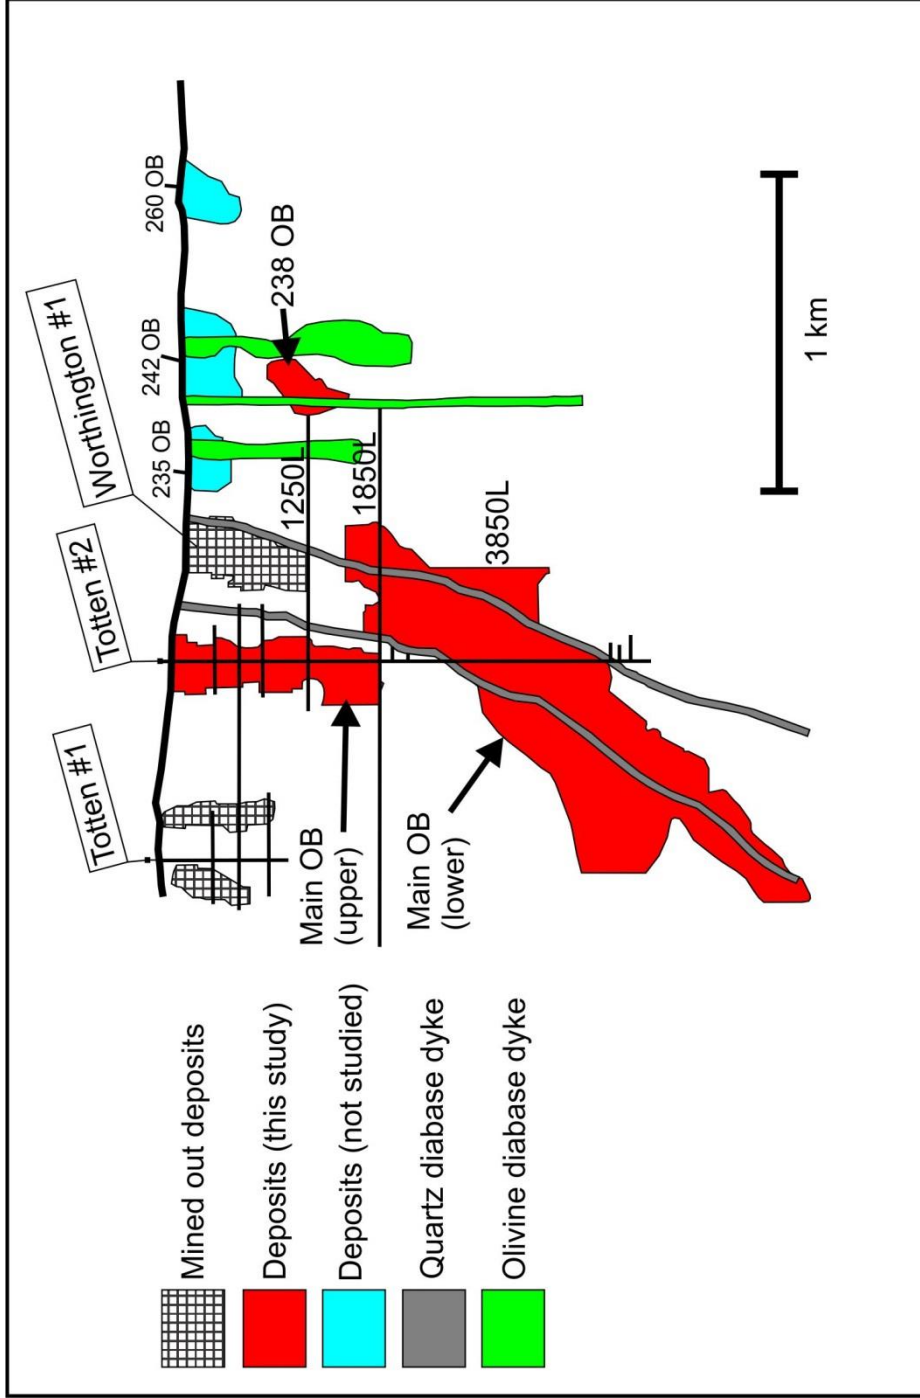 Totten #1
Totten #2
Worthington #1
235 OB
242 OB
260 OB
238 OB
1250L
1850L
3850L
Main OB
(upper)
Main OB
(lower)
1 km
Mined out deposits
Deposits (this study)
Deposits (not studied)
Quartz diabase dyke
Olivine diabase dyke